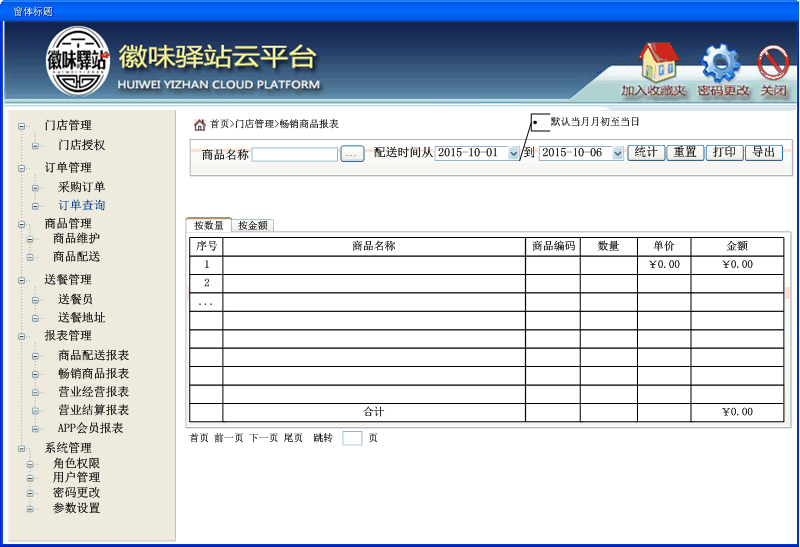 窗体标题
徽味驿站
徽味驿站云平台
HUIWEI YIZHAN CLOUD PLATFORM
加入收藏夹 密码更改 关闭
门店管理
门店授权
订单管理
采购订单
订单查询
商品管理
商品维护
商品配送
送餐管理
送餐员
送餐地址
报表管理
商品配送报表
畅销商品报表
营业经营报表
营业结算报表
APP会员报表
系统管理
角色权限
用户管理
密码更改
参数设置
首页>门店管理>畅销商品报表
默认当月月初至当日
商品名称 ... 配送时间从 2015-10-01 到 2015-10-06 统计 重置 打印 导出
按数量 按金额
序号 商品名称 商品编码 数量 单价 金额
1 ¥0.00 ¥0.00
2
...
合计 ¥0.00
首页 前一页 下一页 尾页 跳转 页